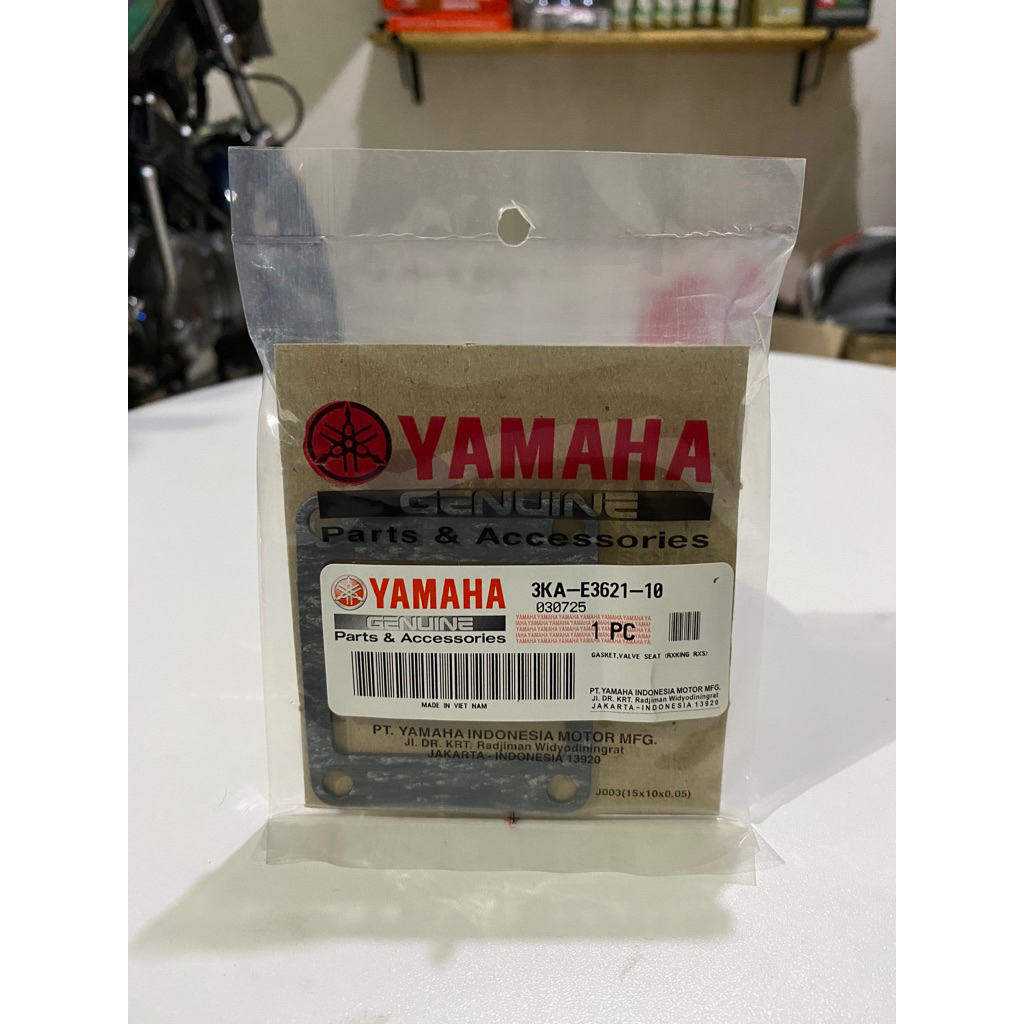 YAMAHA
GENUINE
Parts & Accessories
YAMAHA
GENUINE
Parts & Accessories
3KA-E3621-10
030725
1 PC
GASKET,VALVE SEAT (RXKING RXS)
MADE IN VIET NAM
PT. YAMAHA INDONESIA MOTOR MFG.
Jl. DR. KRT. Radjiman Widyodiningrat
JAKARTA-INDONESIA 13920
PT. YAMAHA INDONESIA MOTOR MFG.
Jl. DR. KRT. Radjiman Widyodiningrat
JAKARTA - INDONESIA 13920
J003(15x10x0.05)